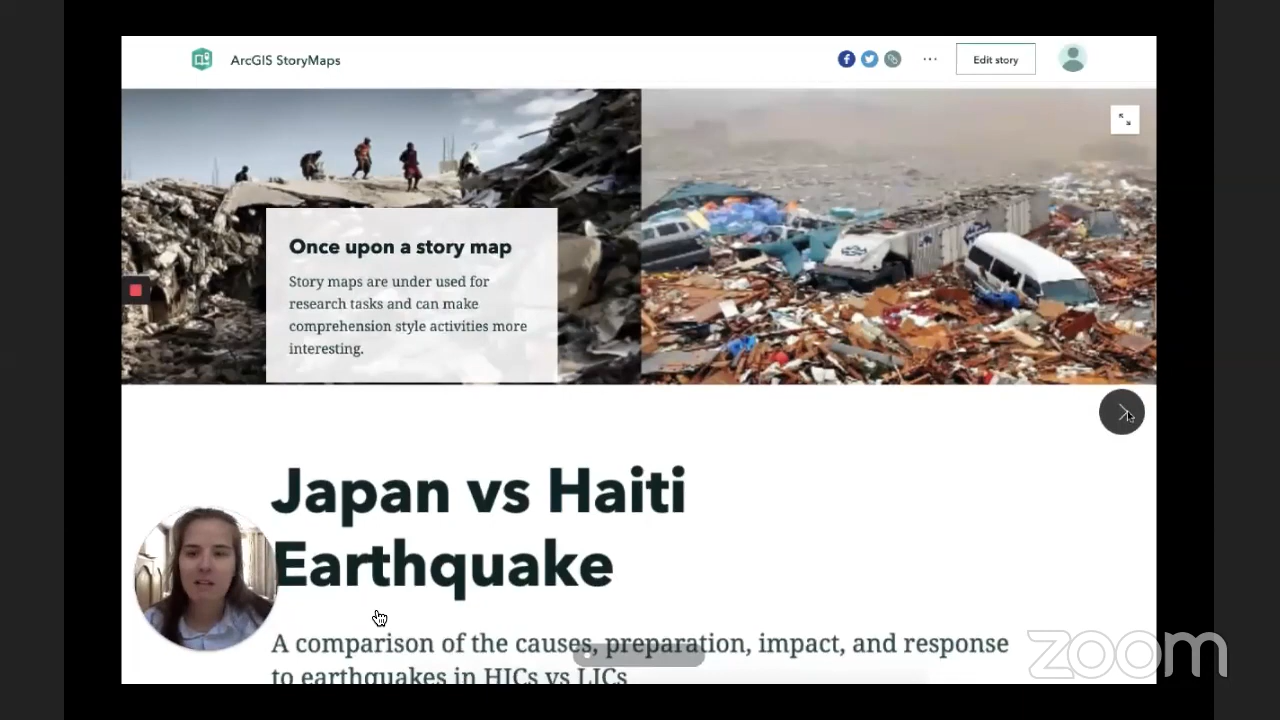 ArcGIS StoryMaps
Edit story
Once upon a story map
Story maps are under used for
research tasks and can make
comprehension style activities more
interesting.
Japan vs Haiti
Earthquake
A comparison of the causes, preparation, impact, and response
to earthquakes in HICs vs LICs
zoom